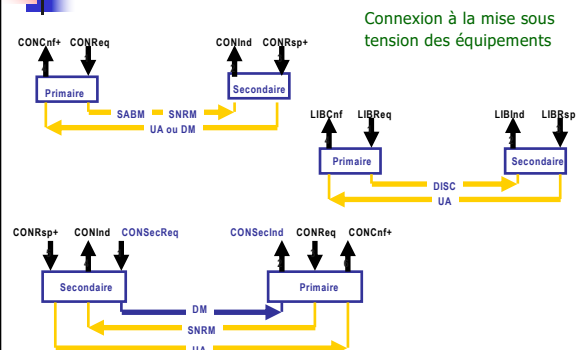 Connexion à la mise sous
tension des équipements
CONCnf+ CONReq
CONInd CONRsp+
Primaire
Secondaire
SABM SNRM
UA ou DM
LIBCnf LIBReq
LIBInd LIBRsp
Primaire
Secondaire
DISC
UA
CONRsp+ CONInd CONSecReq
CONSecInd CONReq CONCnf+
Secondaire
Primaire
DM
SNRM
UA